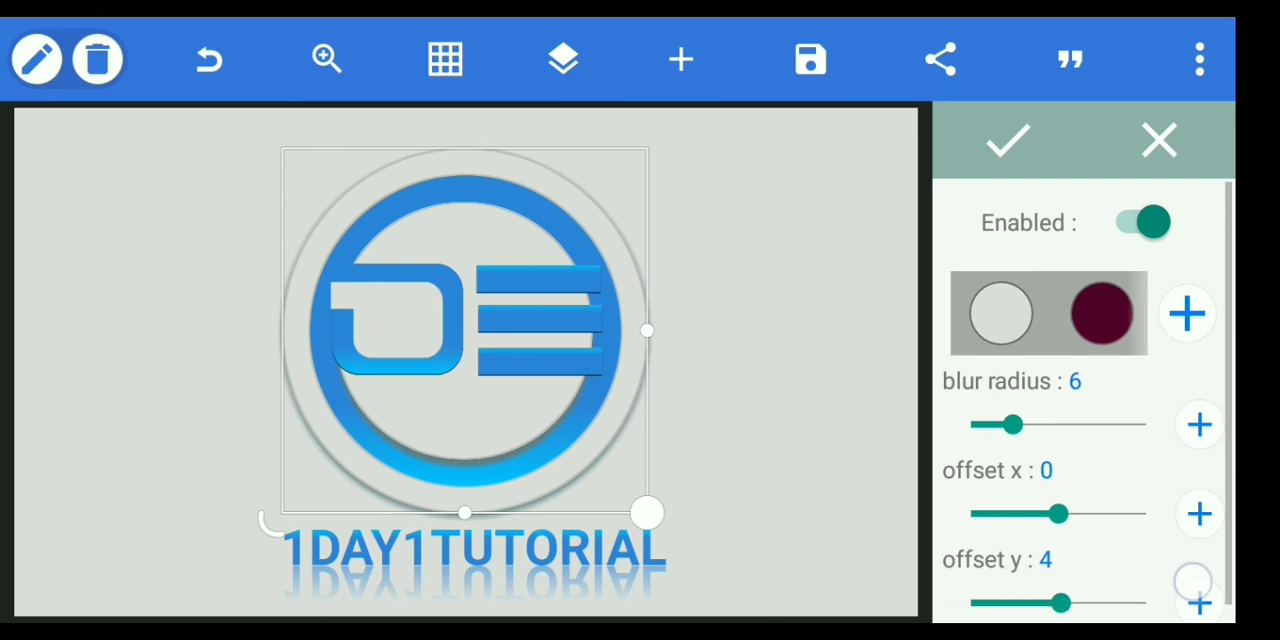 Enabled :
blur radius : 6
offset x : 0
offset y : 4
1DAY1TUTORIAL